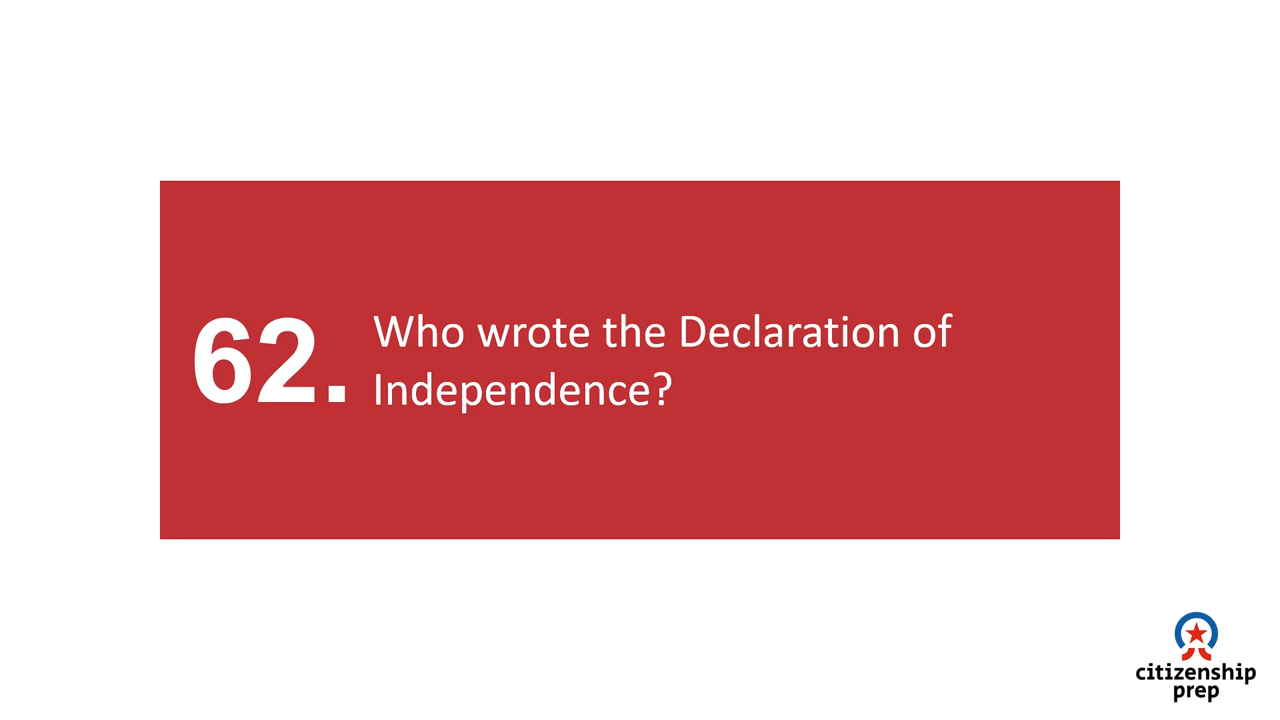 62.
Who wrote the Declaration of
Independence?
citizenship
prep